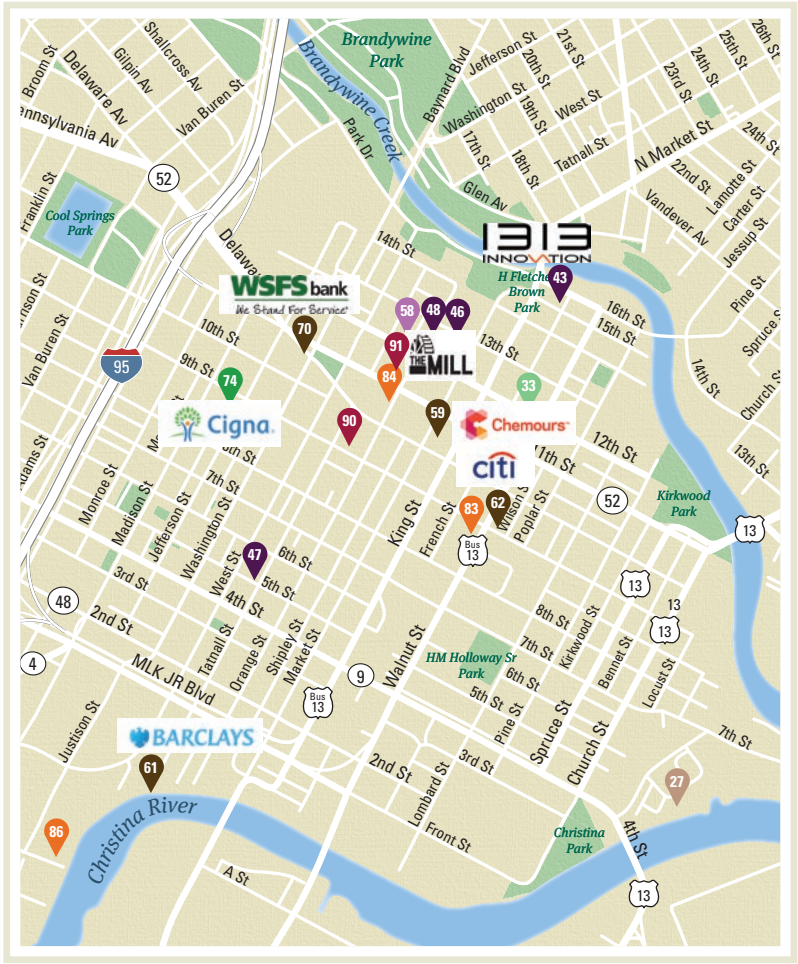 Broom St
Delaware Av
Gilpin Av
Shallcross Av
Van Buren St
Brandywine
Park
Brandywine Creek
Park Dr
Baynard Blvd
Jefferson St
Washington St
21st St
20th St
19th St
West St
17th St
18th St
Tatnall St
26th St
25th St
24th St
23rd St
N Market St
24th St
22nd St
Lamotte St
Carter St
Jessup St
Vandever Av
Glen Av
ennsylvania Av
52
Franklin St
Cool Springs
Park
14th St
1313
INNOVATION
H Fletche
Brown
Park
43
16th St
15th St
Pine St
Spruce S
14th St
Church
13th St
WSFS bank
We Stand For Service
70
58
48
46
91
THE
MILL
84
13th St
33
10th St
9th St
74
Cigna
95
Van Buren St
90
59
Chemours
citi
11th St
12th St
52
Kirkwood
Park
13
7th St
Monroe St
Madison St
Jefferson St
Washington St
West St
47
6th St
5th St
4th St
King St
French St
83
62
Poplar St
Bus
13
13
13
13
3rd St
48
2nd St
4
MLK JR Blvd
Tatnall St
Orange St
Shipley St
Market St
9
Bus
13
Walnut St
HM Holloway Sr
Park
8th St
7th St
6th St
5th St
Kirkwood St
Bennet St
Locust St
Pine St
Spruce St
Church St
7th St
Justison St
BARCLAYS
61
86
Christina River
2nd St
3rd St
Lombard St
Front St
A St
27
Christina
Park
4th St
13